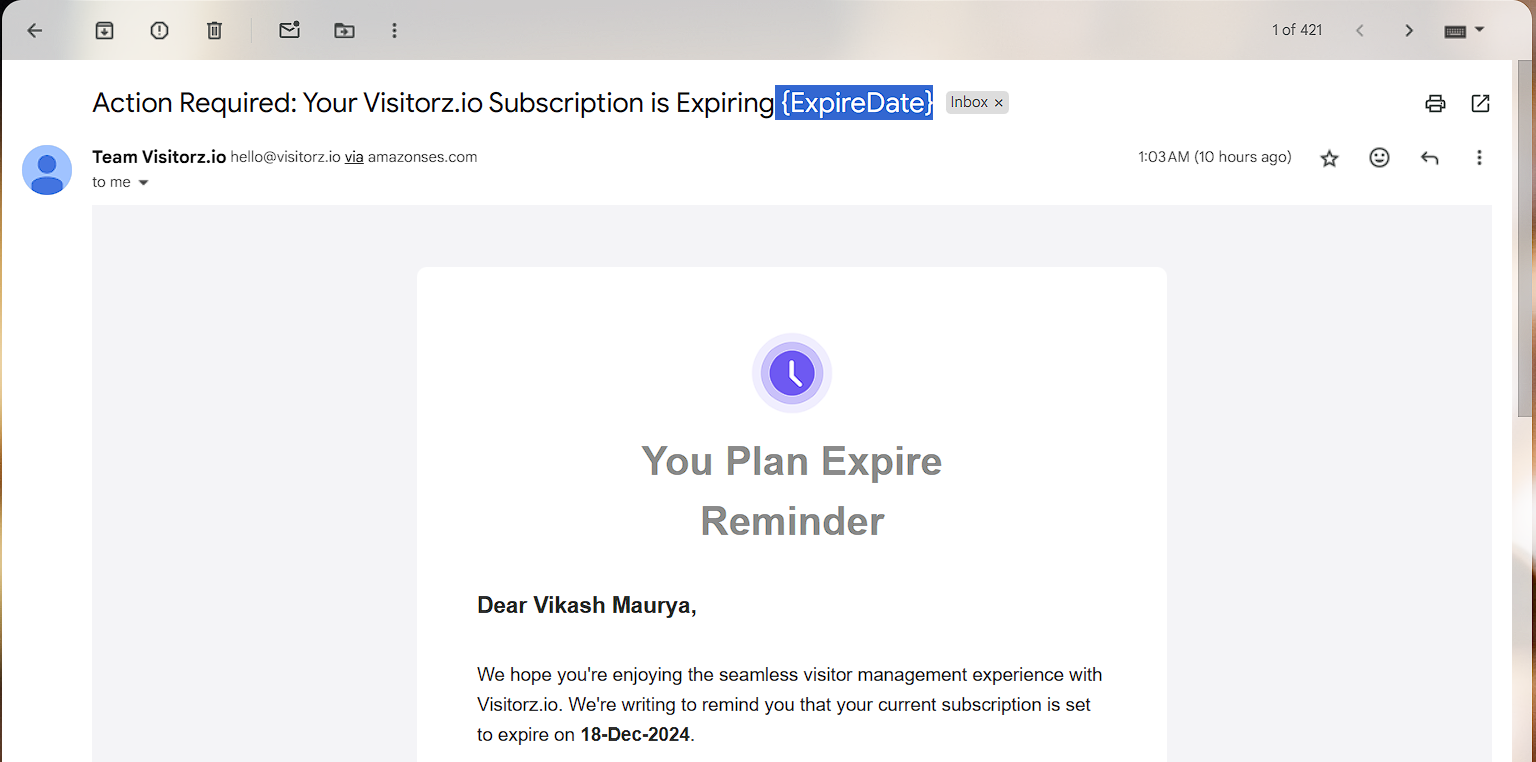 1 of 421
Action Required: Your Visitorz.io Subscription is Expiring {ExpireDate} Inbox ×
Team Visitorz.io hello@visitorz.io via amazonses.com 1:03 AM (10 hours ago)
to me
You Plan Expire
Reminder
Dear Vikash Maurya,
We hope you're enjoying the seamless visitor management experience with
Visitorz.io. We're writing to remind you that your current subscription is set
to expire on 18-Dec-2024.